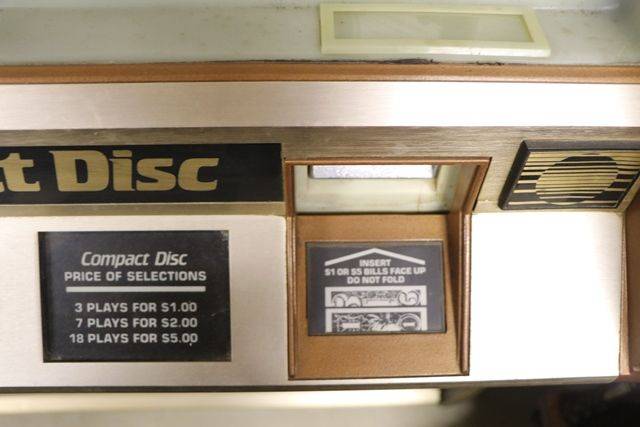 t Disc
Compact Disc
PRICE OF SELECTIONS
3 PLAYS FOR $1.00
7 PLAYS FOR $2.00
18 PLAYS FOR $5.00
INSERT
$1 OR $5 BILLS FACE UP
DO NOT FOLD